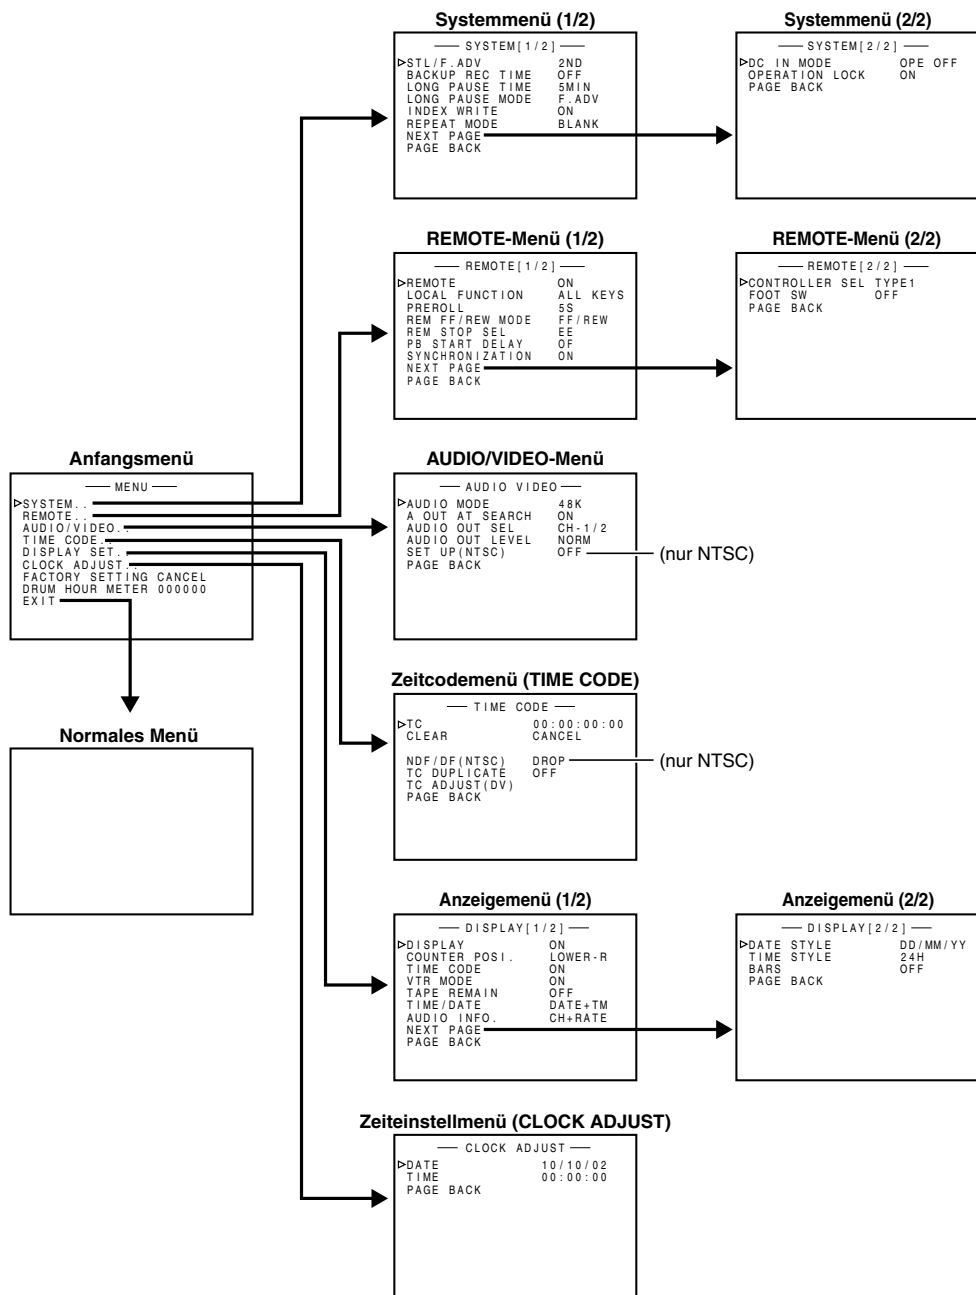 Systemmenü (1/2)
SYSTEM[1/2]
STL/F.ADV 2ND
BACKUP REC TIME OFF
LONG PAUSE TIME 5MIN
LONG PAUSE MODE F.ADV
INDEX WRITE ON
REPEAT MODE BLANK
NEXT PAGE
PAGE BACK
Systemmenü (2/2)
SYSTEM[2/2]
DC IN MODE OPE OFF
OPERATION LOCK ON
PAGE BACK
REMOTE-Menü (1/2)
REMOTE[1/2]
REMOTE ON
LOCAL FUNCTION ALL KEYS
PREROLL 5S
REM FF/REW MODE FF/REW
REM STOP SEL EE
PB START DELAY OF
SYNCHRONIZATION ON
NEXT PAGE
PAGE BACK
REMOTE-Menü (2/2)
REMOTE[2/2]
CONTROLLER SEL TYPE1
FOOT SW OFF
PAGE BACK
Anfangsmenü
MENU
SYSTEM..
REMOTE..
AUDIO/VIDEO..
TIME CODE..
DISPLAY SET..
CLOCK ADJUST..
FACTORY SETTING CANCEL
DRUM HOUR METER 000000
EXIT
AUDIO/VIDEO-Menü
AUDIO VIDEO
AUDIO MODE 48K
A OUT AT SEARCH ON
AUDIO OUT SEL CH-1/2
AUDIO OUT LEVEL NORM
SET UP(NTSC) OFF
(nur NTSC)
PAGE BACK
Normales Menü
Zeitcodemenü (TIME CODE)
TIME CODE
TC 00:00:00:00
CLEAR CANCEL
NDF/DF(NTSC) DROP
(nur NTSC)
TC DUPLICATE OFF
TC ADJUST(DV)
PAGE BACK
Anzeigemenü (1/2)
DISPLAY[1/2]
DISPLAY ON
COUNTER POSI. LOWER-R
TIME CODE ON
VTR MODE ON
TAPE REMAIN OFF
TIME/DATE DATE+TM
AUDIO INFO. CH+RATE
NEXT PAGE
PAGE BACK
Anzeigemenü (2/2)
DISPLAY[2/2]
DATE STYLE DD/MM/YY
TIME STYLE 24H
BARS OFF
PAGE BACK
Zeiteinstellmenü (CLOCK ADJUST)
CLOCK ADJUST
DATE 10/10/02
TIME 00:00:00
PAGE BACK